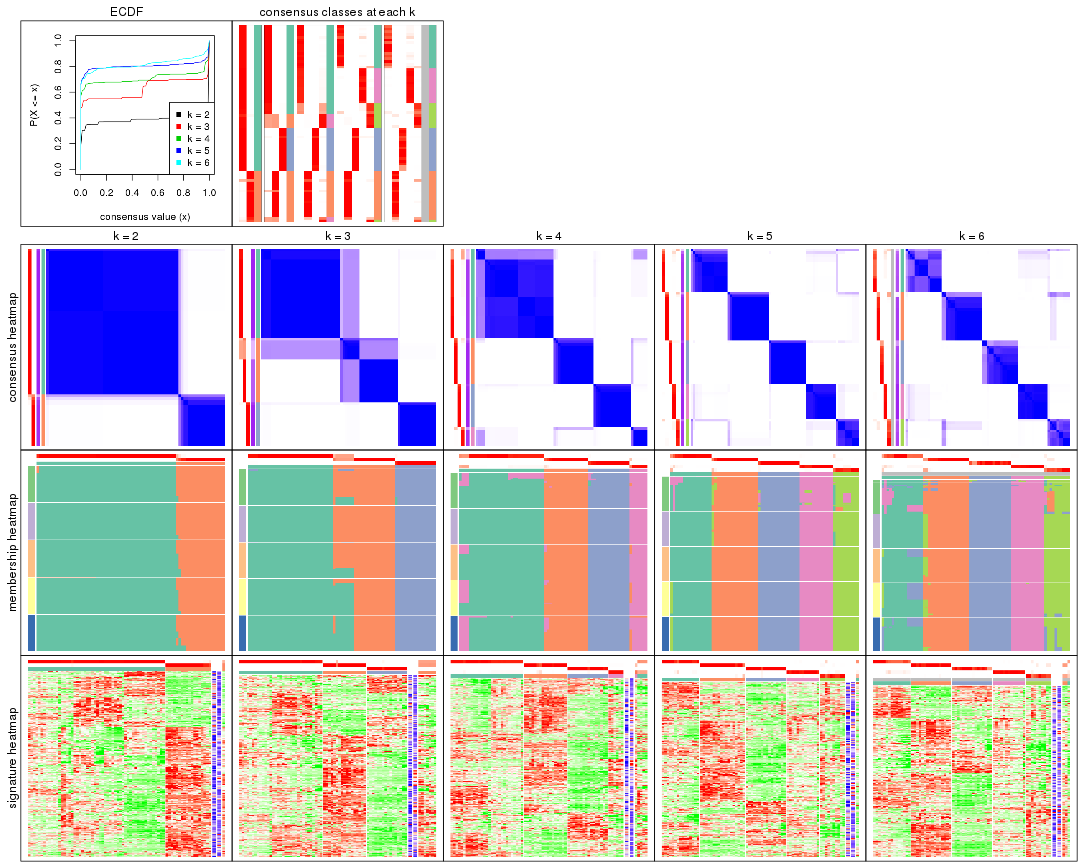 ECDF
consensus classes at each k
P(X <= x)
1.0
0.8
0.6
0.4
0.2
0.0
k = 2
k = 3
k = 4
k = 5
k = 6
0.0 0.2 0.4 0.6 0.8 1.0
consensus value (x)
k = 2
k = 3
k = 4
k = 5
k = 6
consensus heatmap
membership heatmap
signature heatmap